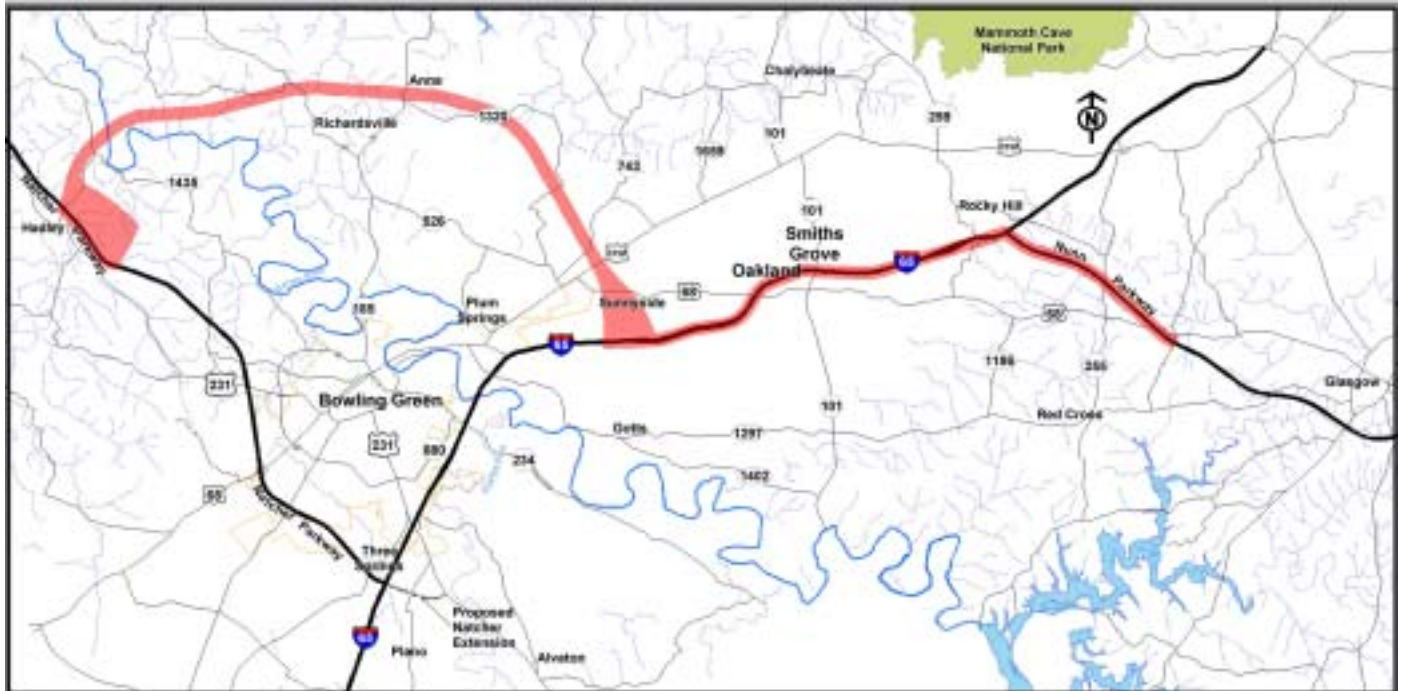 Mammoth Cave
National Park
Anna
Chalybeate
1320
Richardsville
101
259
N
743
1435
Natcher
Parkway
Hadley
526
101
Rocky Hill
Smiths
Grove
Nunn
Parkway
Oakland
65
68
Sunnyside
Plum
Springs
185
65
68
231
1186
255
Glasgow
Bowling Green
101
Red Cross
Gotts
1297
231
880
234
1402
68
Natcher Parkway
Three
Proposed
Natcher
Extension
65
Plano
Alvaton